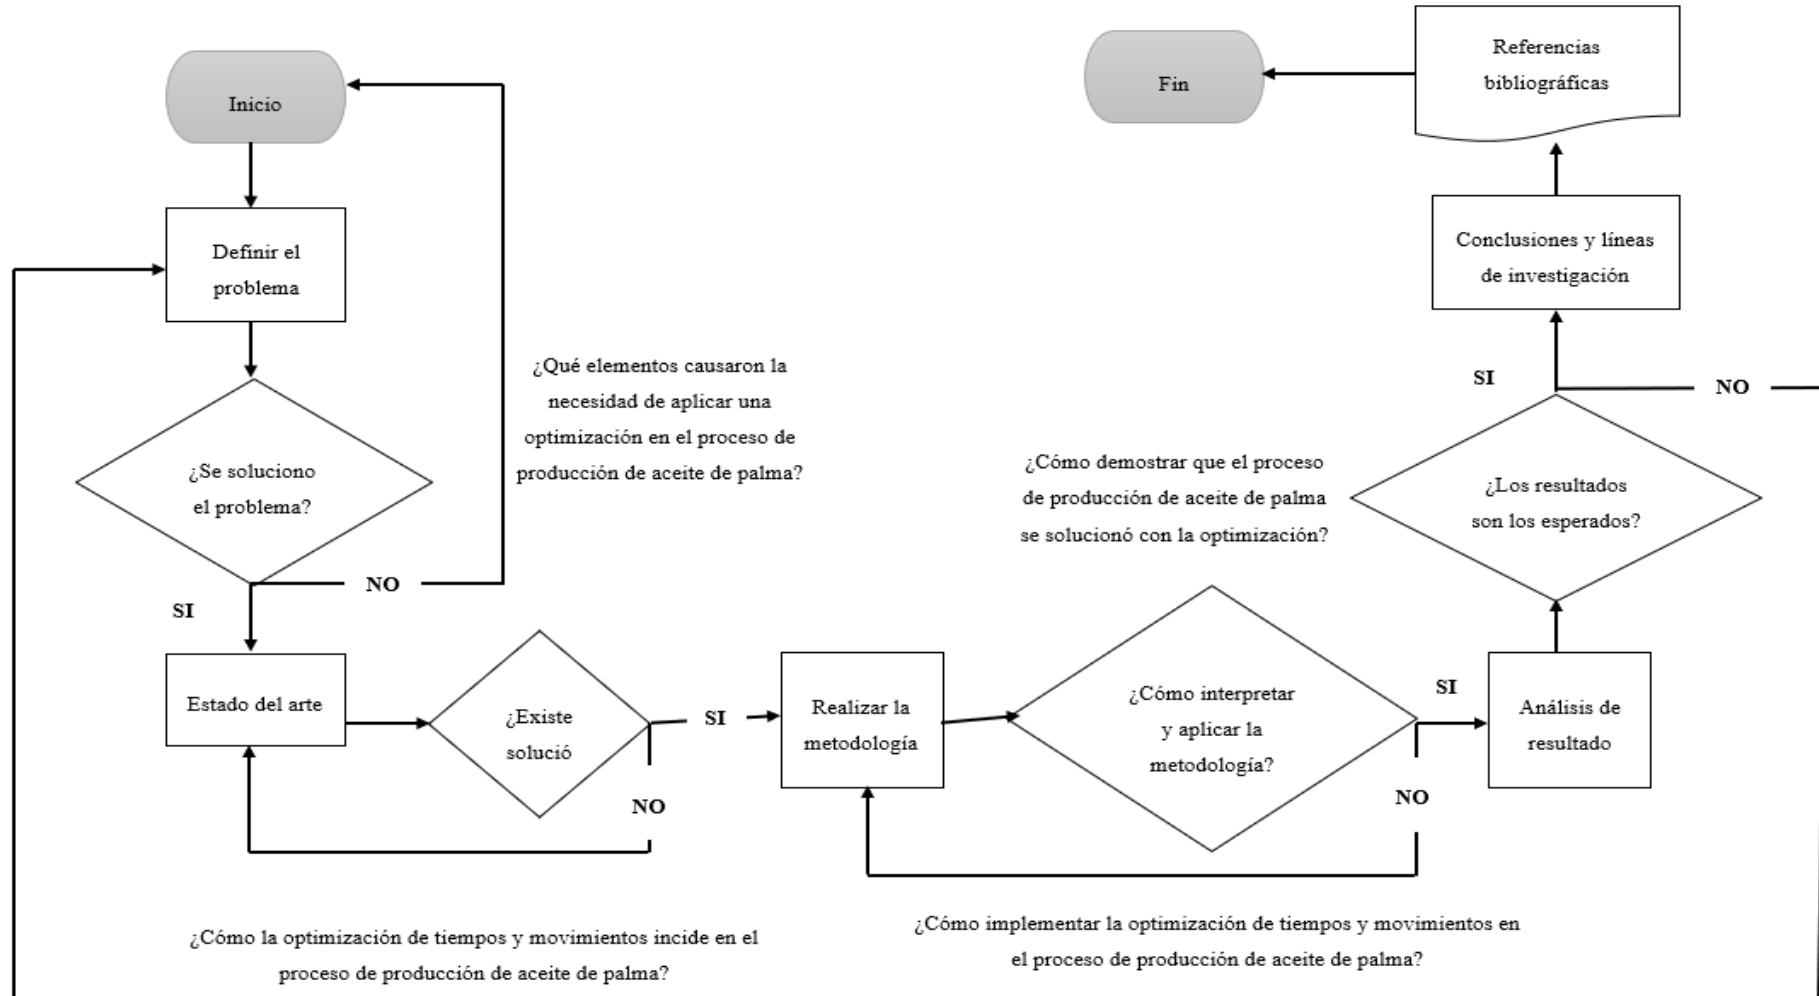 Inicio
Definir el
problema
¿Se soluciono
el problema?
NO
SI
¿Qué elementos causaron la
necesidad de aplicar una
optimización en el proceso de
producción de aceite de palma?
Estado del arte
¿Existe
solució
SI
NO
¿Cómo la optimización de tiempos y movimientos incide en el
proceso de producción de aceite de palma?
Realizar la
metodología
¿Cómo interpretar
y aplicar la
metodología?
SI
NO
¿Cómo implementar la optimización de tiempos y movimientos en
el proceso de producción de aceite de palma?
Análisis de
resultado
¿Los resultados
son los esperados?
¿Cómo demostrar que el proceso
de producción de aceite de palma
se solucionó con la optimización?
SI
NO
Conclusiones y líneas
de investigación
Referencias
bibliográficas
Fin